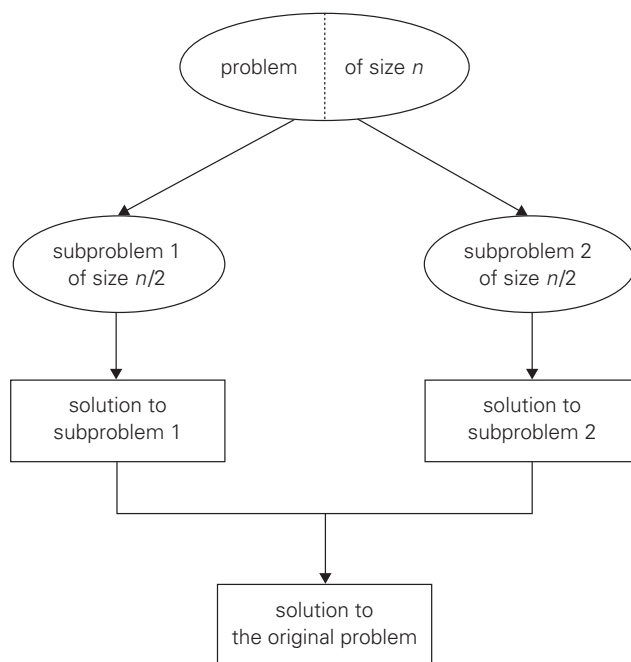 problem of size n
subproblem 1
of size n/2
subproblem 2
of size n/2
solution to
subproblem 1
solution to
subproblem 2
solution to
the original problem